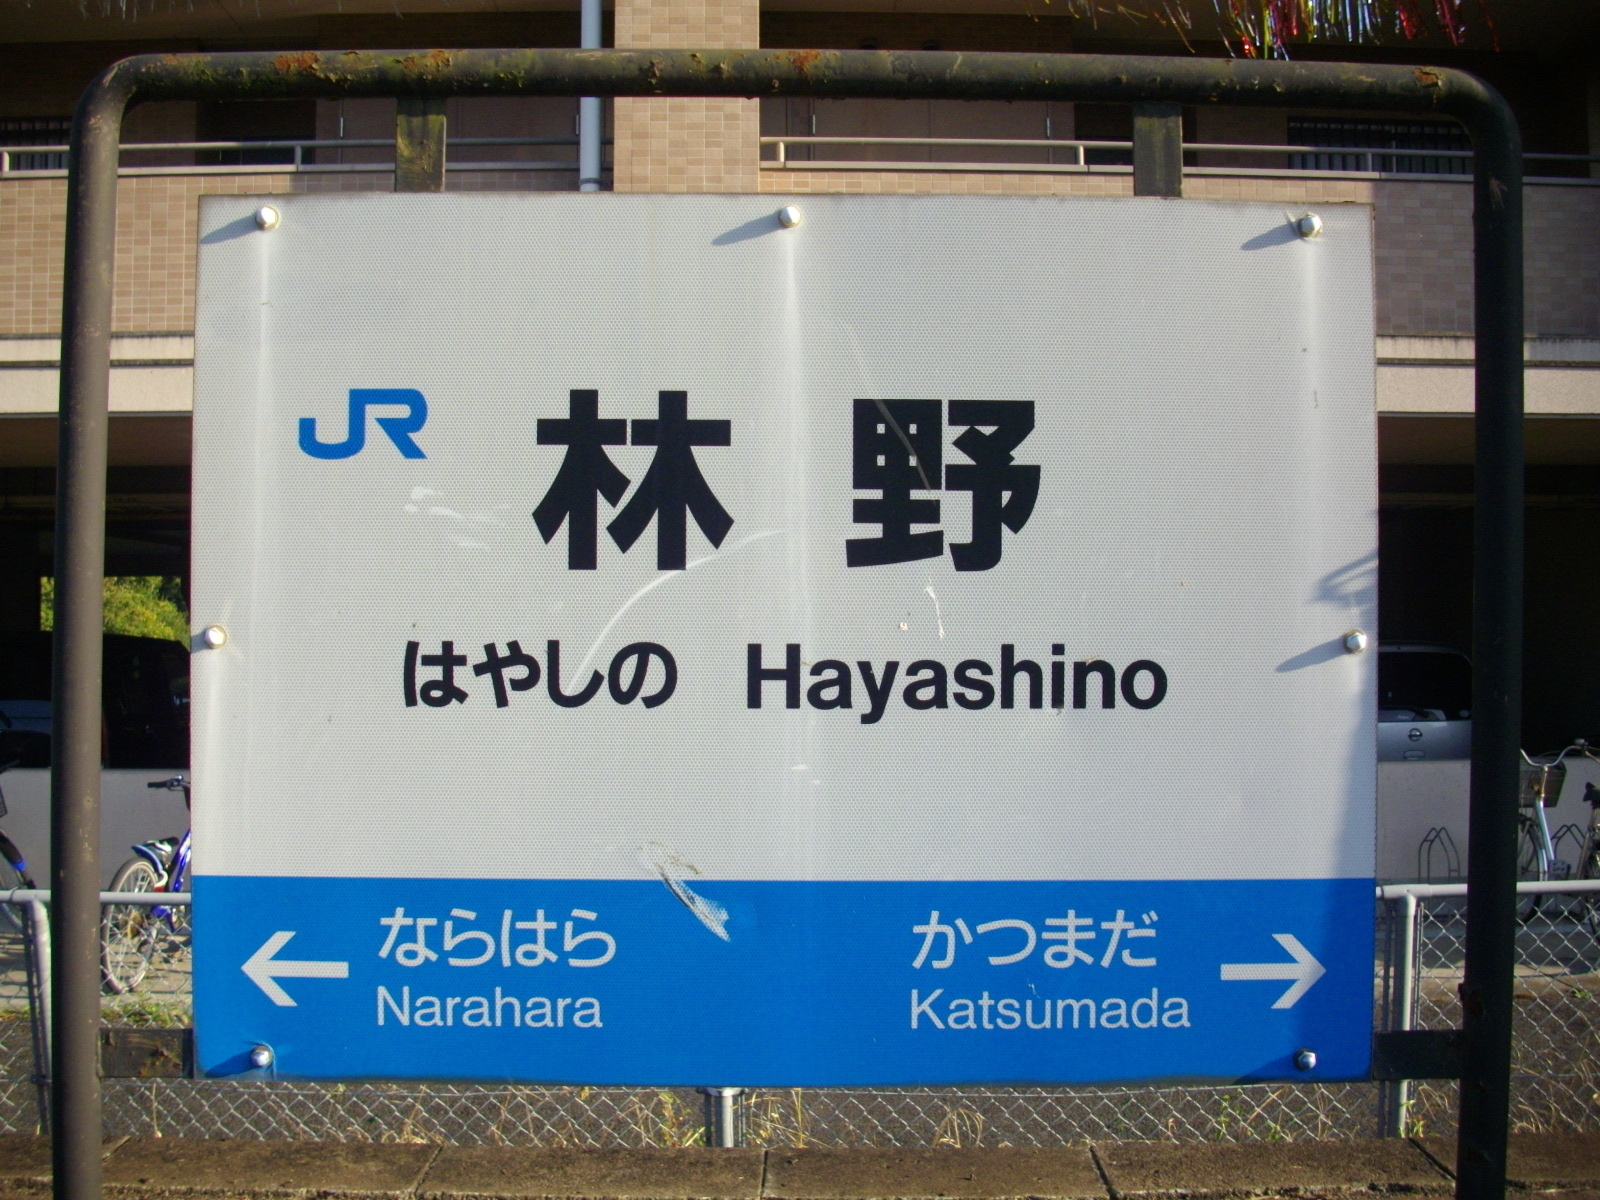 JR 林野
はやしの Hayashino
ならはら かつまだ
Narahara Katsumada